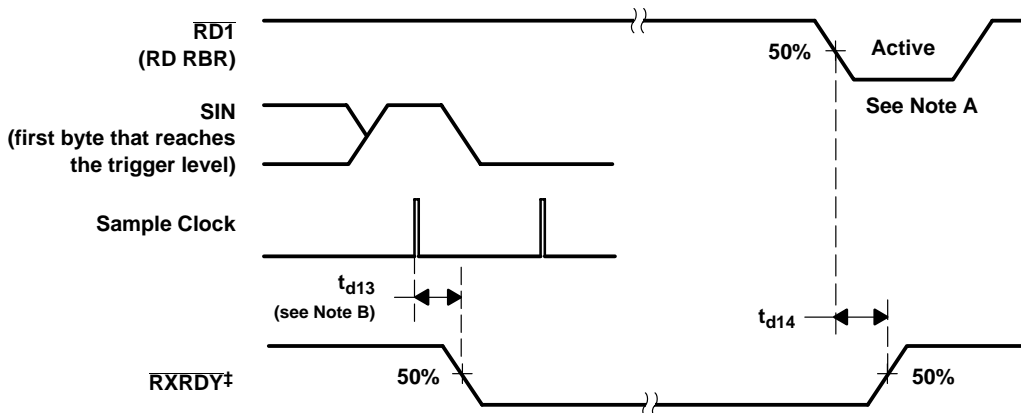 RD1
(RD RBR)
50%
Active
See Note A
SIN
(first byte that reaches
the trigger level)
Sample Clock
td13
(see Note B)
td14
RXRDY‡
50%
50%